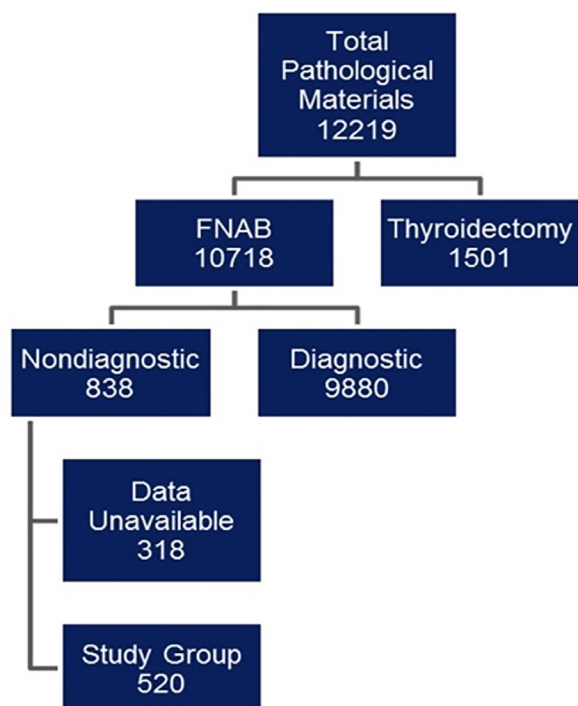 Total
Pathological
Materials
12219
FNAB
10718
Thyroidectomy
1501
Nondiagnostic
838
Diagnostic
9880
Data
Unavailable
318
Study Group
520